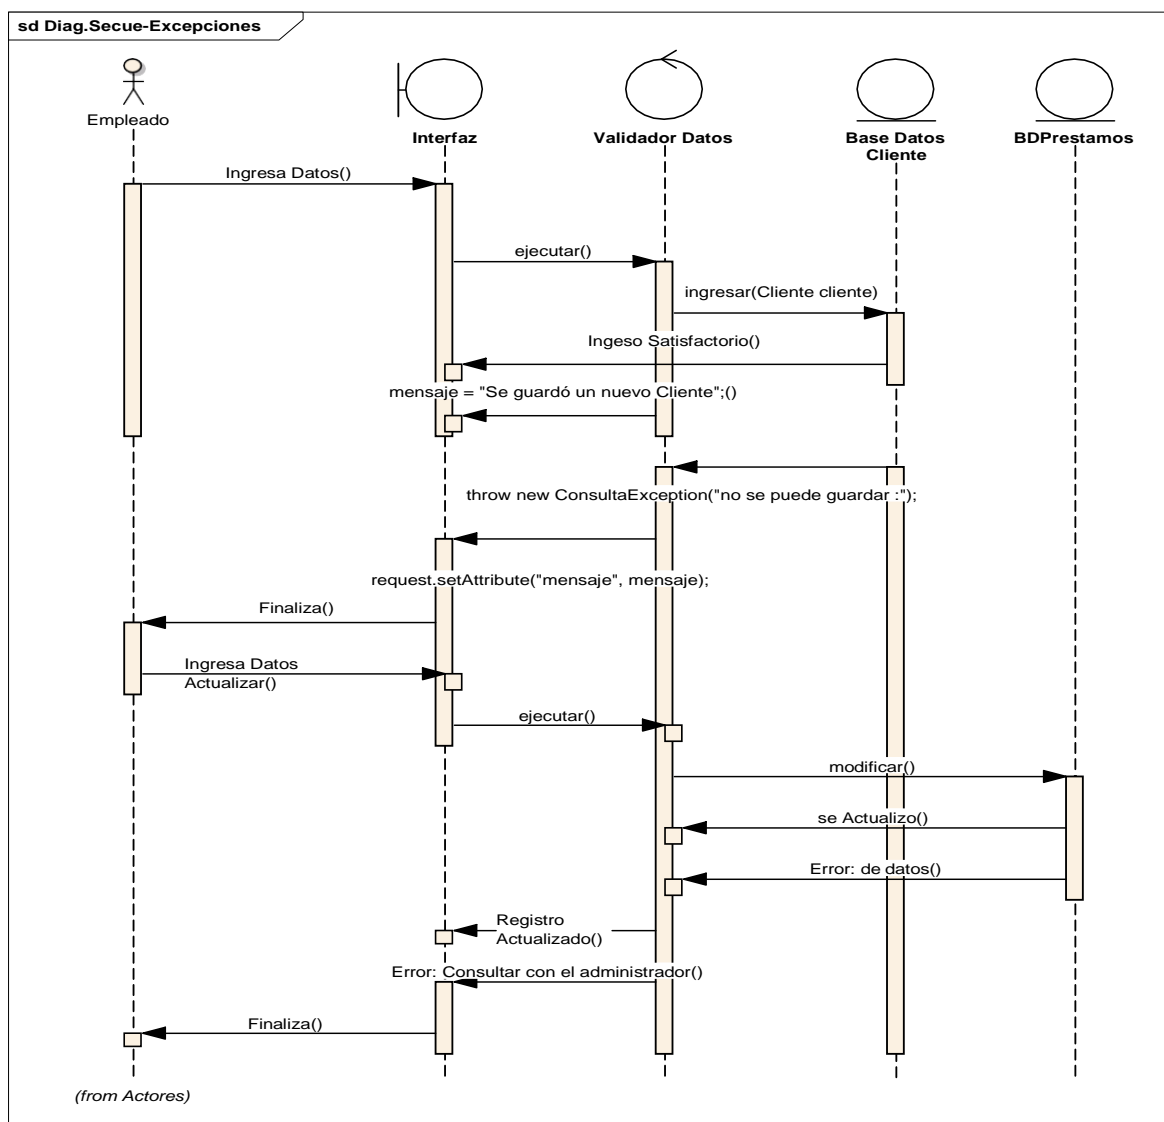 sd Diag.Secue-Excepciones
Empleado
Interfaz
Validador Datos
Base Datos
Cliente
BDPrestamos
Ingresa Datos()
ejecutar()
ingresar(Cliente cliente)
Ingeso Satisfactorio()
mensaje = "Se guardó un nuevo Cliente";()
throw new ConsultaException("no se puede guardar :");
request.setAttribute("mensaje", mensaje);
Finaliza()
Ingresa Datos
Actualizar()
ejecutar()
modificar()
se Actualizo()
Error: de datos()
Registro
Actualizado()
Error: Consultar con el administrador()
Finaliza()
(from Actores)